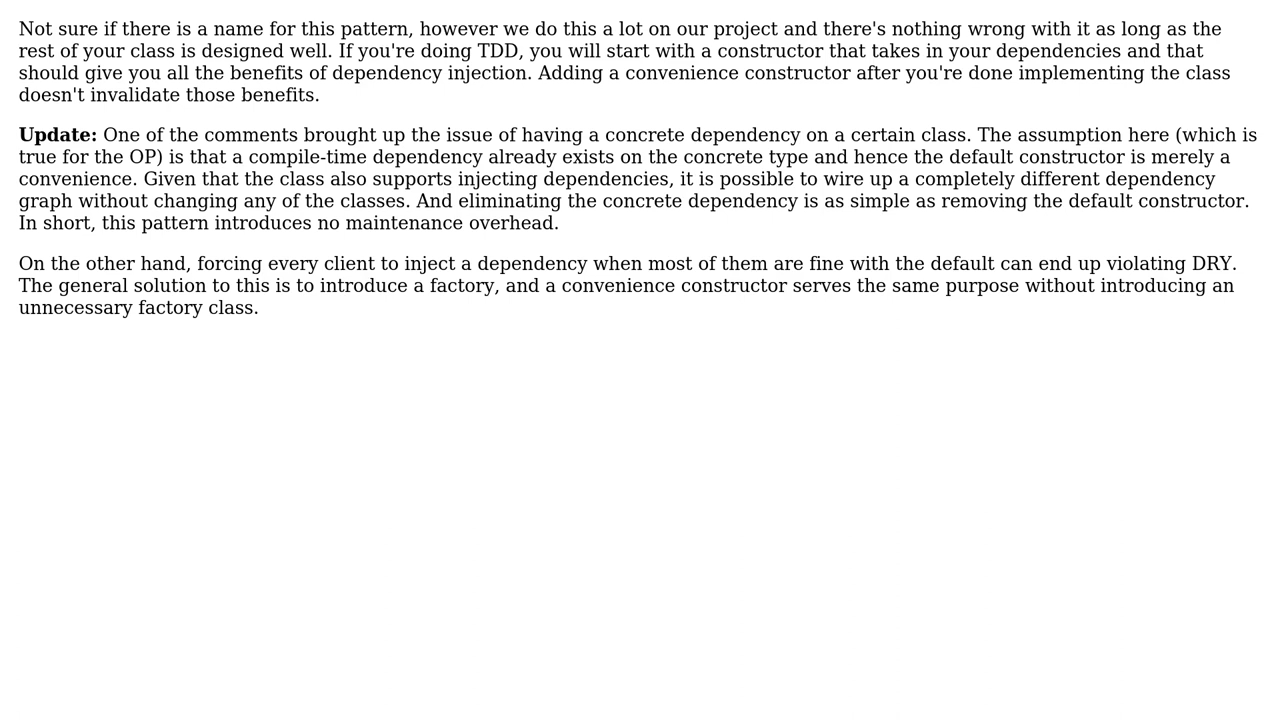 Not sure if there is a name for this pattern, however we do this a lot on our project and there's nothing wrong with it as long as the
rest of your class is designed well. If you're doing TDD, you will start with a constructor that takes in your dependencies and that
should give you all the benefits of dependency injection. Adding a convenience constructor after you're done implementing the class
doesn't invalidate those benefits.
Update: One of the comments brought up the issue of having a concrete dependency on a certain class. The assumption here (which is
true for the OP) is that a compile-time dependency already exists on the concrete type and hence the default constructor is merely a
convenience. Given that the class also supports injecting dependencies, it is possible to wire up a completely different dependency
graph without changing any of the classes. And eliminating the concrete dependency is as simple as removing the default constructor.
In short, this pattern introduces no maintenance overhead.
On the other hand, forcing every client to inject a dependency when most of them are fine with the default can end up violating DRY.
The general solution to this is to introduce a factory, and a convenience constructor serves the same purpose without introducing an
unnecessary factory class.